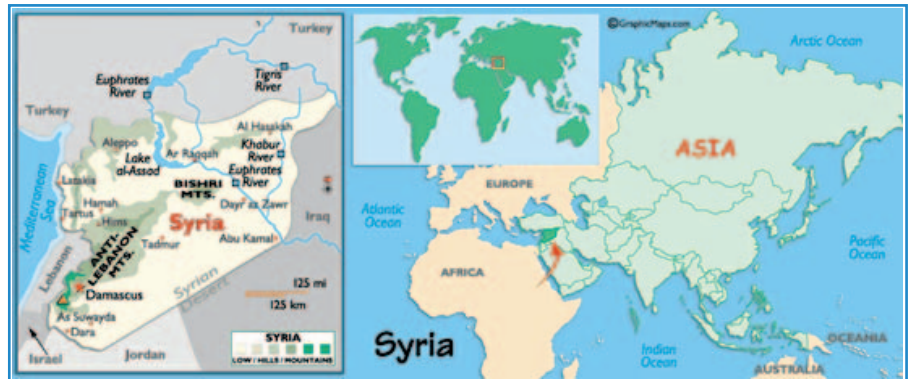 Turkey
Tigris
River
Euphrates
River
Turkey
Al Hasakah
Aleppo
Khabur
River
Ar Raqqah
Lake
al-Assad
Euphrates
River
Latakia
BISHRI
MTS.
Hamah
Dayr az Zawr
Tartus
Hims
Syria
Iraq
Mediterranean
Sea
Tadmur
Abu Kamal
Lebanon
ANTI-
LEBANON
MTS.
Syrian
Desert
125 mi
125 km
Damascus
As Suwayda
Dara
Israel
Jordan
SYRIA
LOW / HILLS / MOUNTAINS
©GraphicMaps.com
Arctic Ocean
ASIA
EUROPE
Atlantic
Ocean
Pacific
Ocean
AFRICA
Syria
Indian
Ocean
OCEANIA
AUSTRALIA